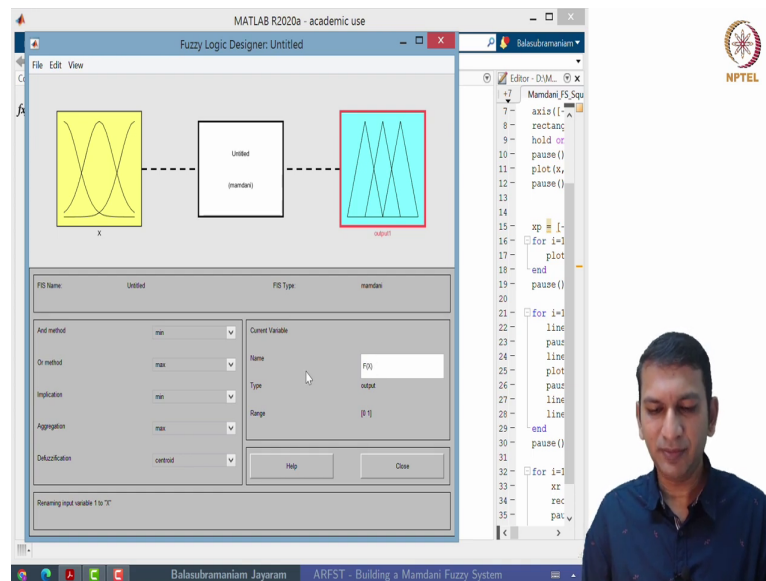 MATLAB R2020a - academic use
Fuzzy Logic Designer: Untitled
Balasubramaniam
File Edit View
Editor - D:\M...
+7
Mamdani_FS_Squ
NPTEL
Untitled
(mamdani)
X
output1
7 axis([-
8 rectang
9 hold on
10 pause()
11 plot(x,
12 pause()
13
14
15 xp = [-
16 for i=1
17 plot
18 end
19 pause()
20
21 for i=1
22 line
23 paus
24 line
25 plot
26 paus
27 line
28 line
29 end
30 pause()
31
32 for i=1
33 xr
34 rec
35 pau
FIS Name: Untitled FIS Type: mamdani
And method min
Or method max
Implication min
Aggregation max
Defuzzification centroid
Current Variable
Name F(X)
Type output
Range [0 1]
Help Close
Renaming input variable 1 to "X"
Balasubramaniam Jayaram ARFST - Building a Mamdani Fuzzy System